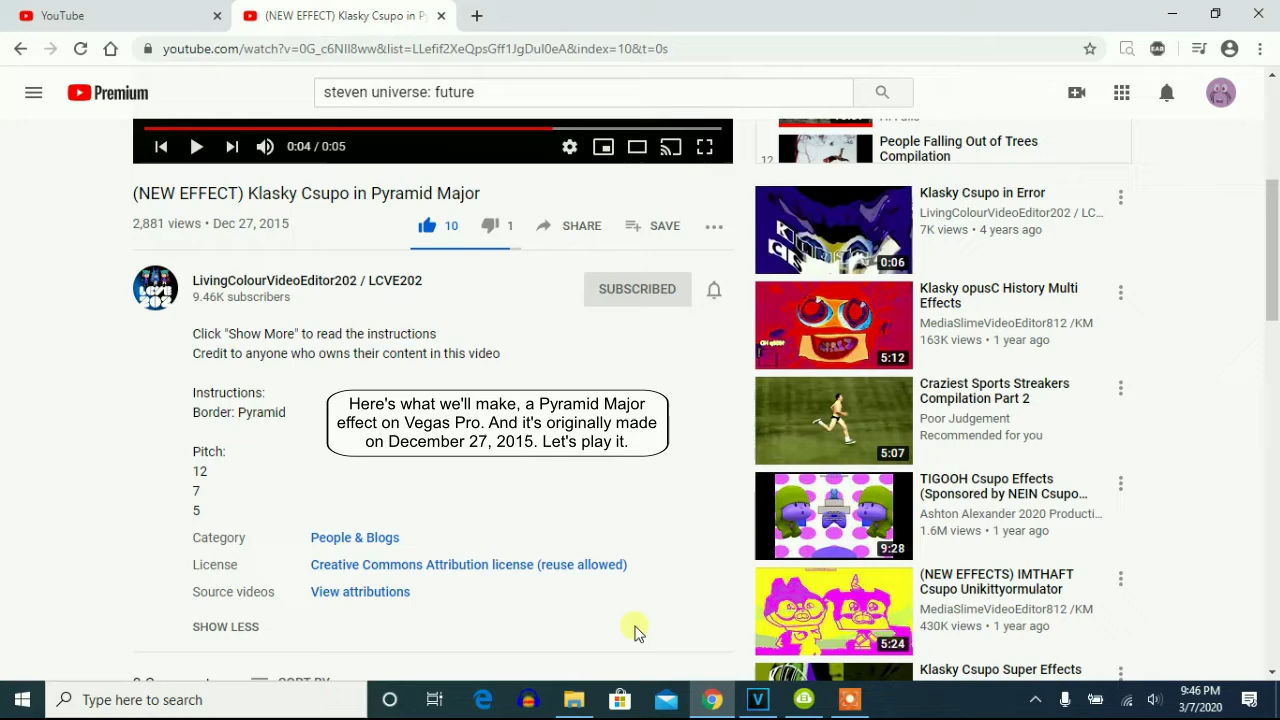 YouTube
(NEW EFFECT) Klasky Csupo in P
youtube.com/watch?v=0G_c6NIl8ww&list=LLefif2XeQpsGff1JgDuI0eA&index=10&t=0s
Premium
steven universe: future
12
People Falling Out of Trees
Compilation
0:04 / 0:05
(NEW EFFECT) Klasky Csupo in Pyramid Major
2,881 views • Dec 27, 2015
10
1
SHARE
SAVE
LivingColourVideoEditor202 / LCVE202
9.46K subscribers
SUBSCRIBED
LCVE
202
Click "Show More" to read the instructions
Credit to anyone who owns their content in this video
Instructions:
Border: Pyramid
Pitch:
12
7
5
Here's what we'll make, a Pyramid Major
effect on Vegas Pro. And it's originally made
on December 27, 2015. Let's play it.
Category
People & Blogs
License
Creative Commons Attribution license (reuse allowed)
Source videos
View attributions
SHOW LESS
SORT BY
Klasky Csupo in Error
LivingColourVideoEditor202 / LC...
7K views • 4 years ago
0:06
Klasky opusC History Multi
Effects
MediaSlimeVideoEditor812 /KM
163K views • 1 year ago
5:12
Craziest Sports Streakers
Compilation Part 2
Poor Judgement
Recommended for you
5:07
TIGOOH Csupo Effects
(Sponsored by NEIN Csupo...
Ashton Alexander 2020 Producti...
1.6M views • 1 year ago
9:28
(NEW EFFECTS) IMTHAFT
Csupo Unikittyormulator
MediaSlimeVideoEditor812 /KM
430K views • 1 year ago
5:24
Klasky Csupo Super Effects
Type here to search
9:46 PM
3/7/2020